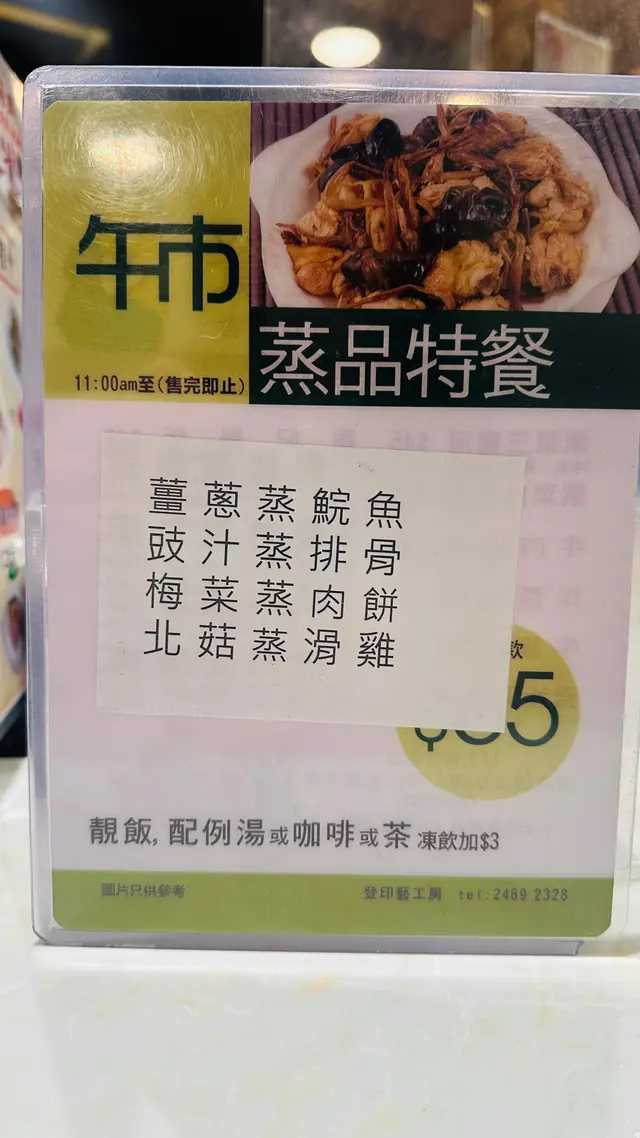 午市
11:00am至(售完即止)
蒸品特餐
薑蔥蒸鯇魚
豉汁蒸排骨
梅菜蒸肉餅
北菇蒸滑雞
款
5
靚飯, 配例湯或咖啡或茶 凍飲加$3
圖片只供參考
登印藝工房 tel:2469 2328